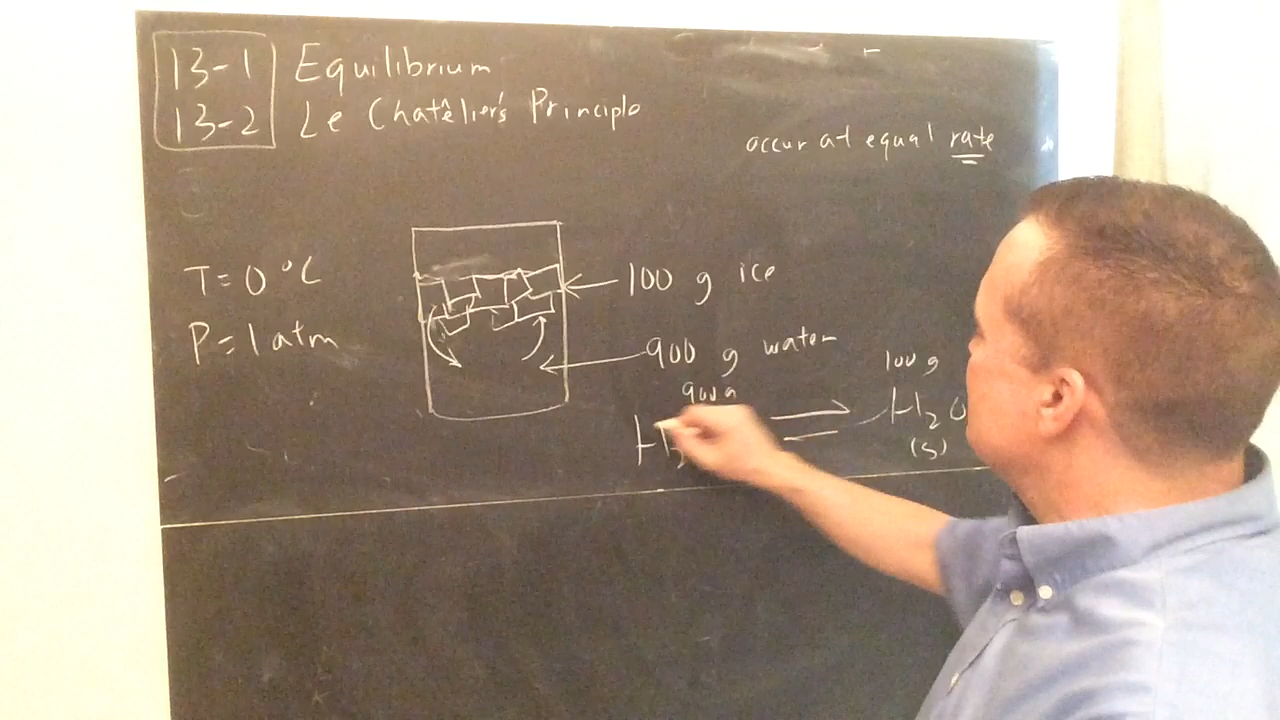 13-1 Equilibrium
13-2 Le Chatêlier's Principle
occur at equal rate
T = 0 °C
P = 1 atm
100 g ice
900 g water
900 g
100 g
H2O
(s)